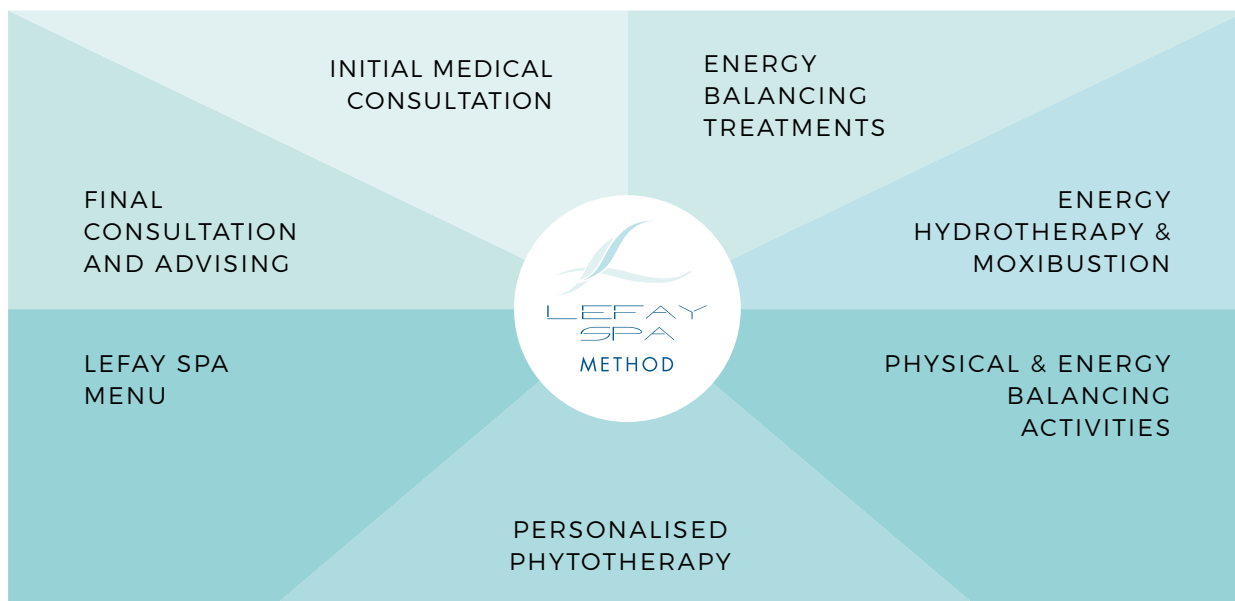 INITIAL MEDICAL
CONSULTATION
ENERGY
BALANCING
TREATMENTS
ENERGY
HYDROTHERAPY &
MOXIBUSTION
PHYSICAL & ENERGY
BALANCING
ACTIVITIES
PERSONALISED
PHYTOTHERAPY
LEFAY SPA
MENU
FINAL
CONSULTATION
AND ADVISING
LEFAY
SPA
METHOD